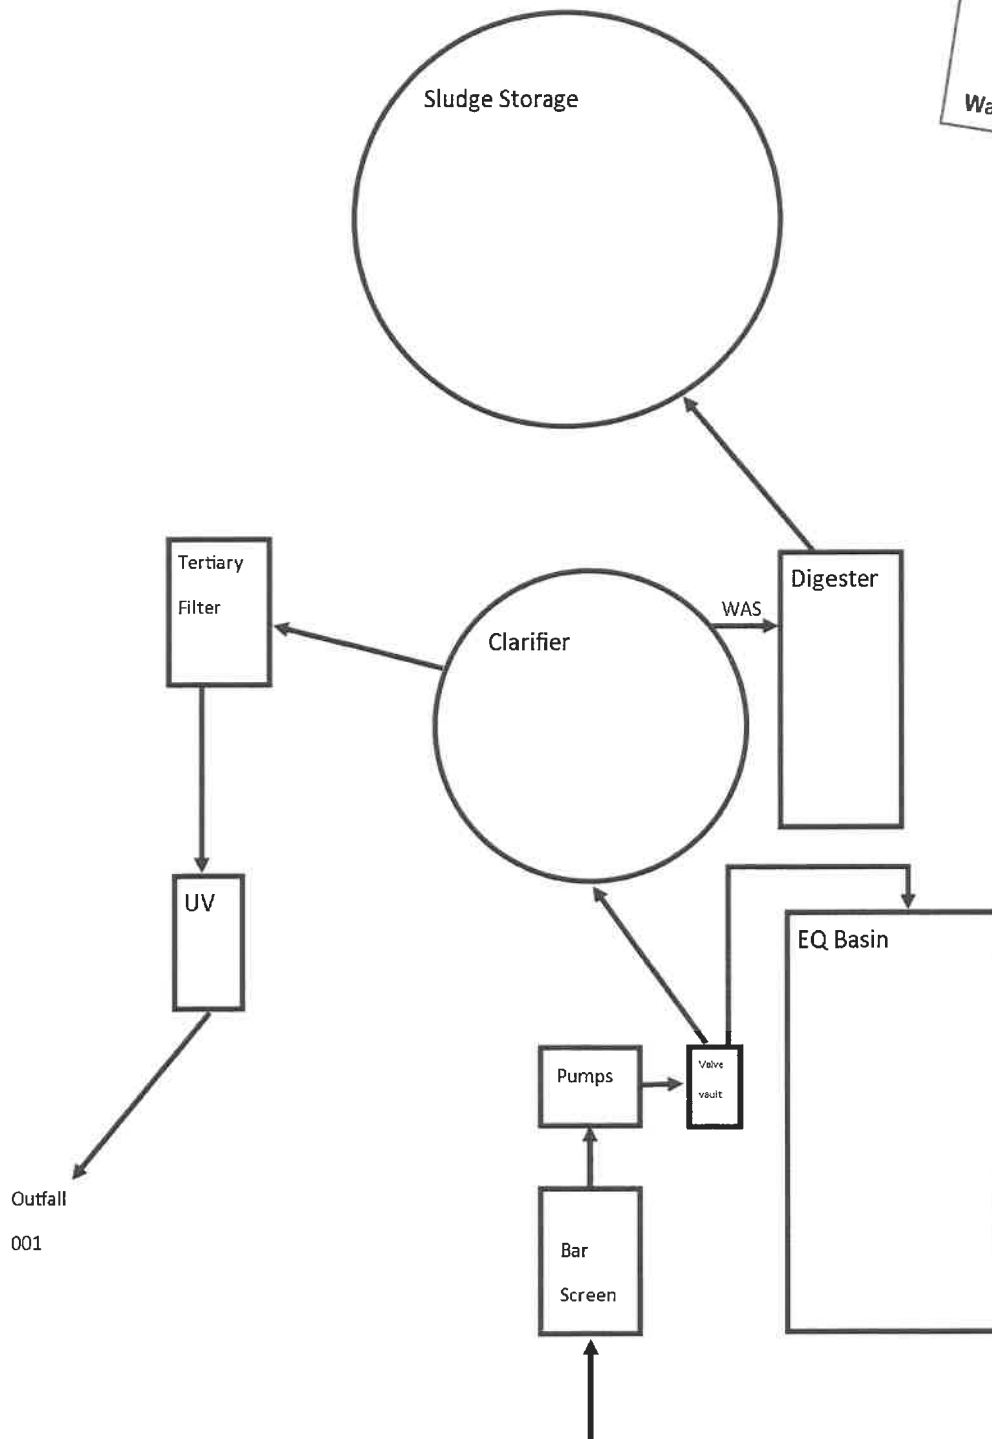 Sludge Storage
Tertiary
Filter
Clarifier
WAS
Digester
UV
EQ Basin
Pumps
Valve
vault
Outfall
001
Bar
Screen